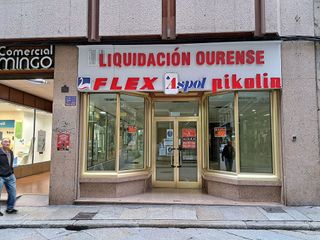 Comercial
MINGO
LIQUIDACIÓN OURENSE
FLEX Aspol pikolin